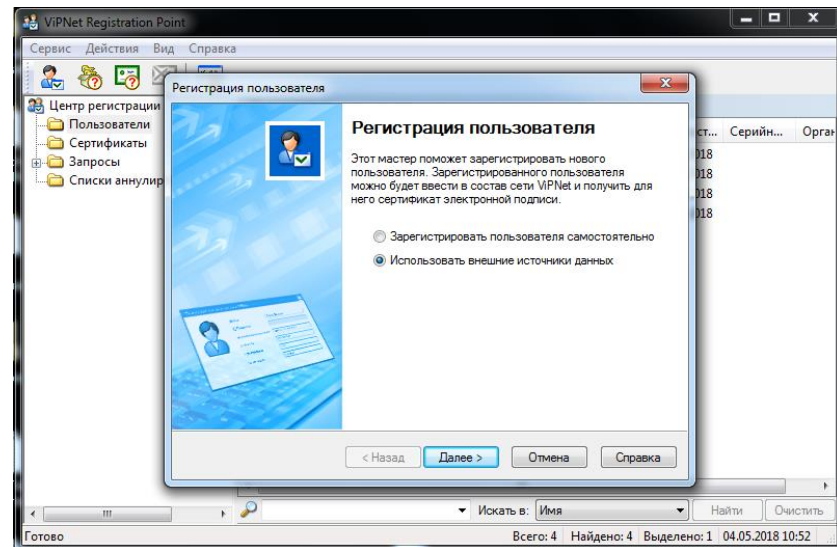 ViPNet Registration Point
Сервис Действия Вид Справка
Центр регистрации
Пользователи
Сертификаты
Запросы
Списки аннулир
Регистрация пользователя
Регистрация пользователя
Этот мастер поможет зарегистрировать нового
пользователя. Зарегистрированного пользователя
можно будет ввести в состав сети ViPNet и получить для
него сертификат электронной подписи.
Зарегистрировать пользователя самостоятельно
Использовать внешние источники данных
< Назад Далее > Отмена Справка
ст... Серийн... Орган
018
018
018
018
Искать в: Имя Найти Очистить
Готово Всего: 4 Найдено: 4 Выделено: 1 04.05.2018 10:52